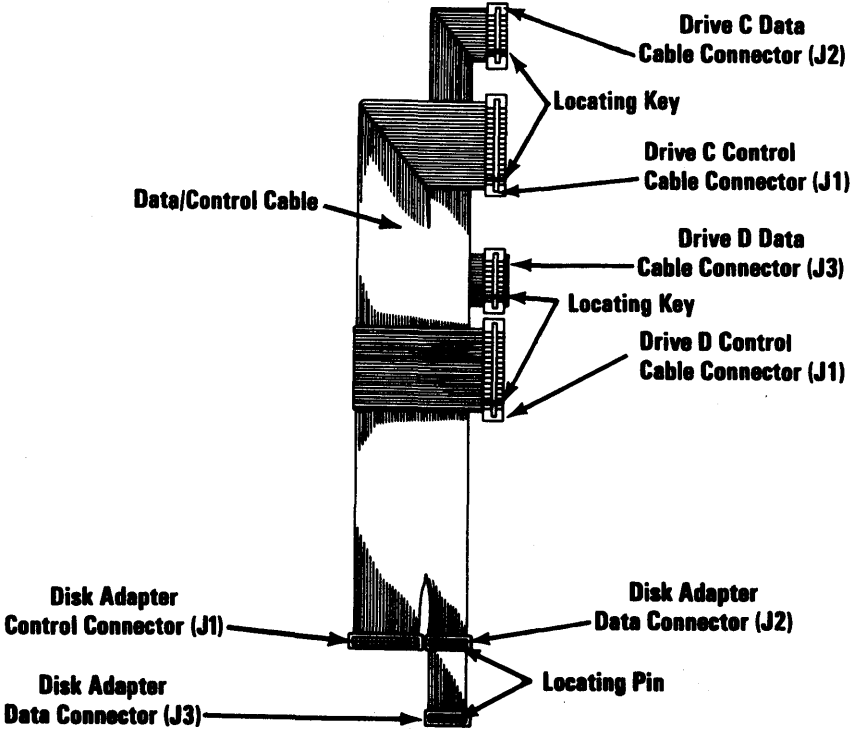 Drive C Data
Cable Connector (J2)
Locating Key
Drive C Control
Cable Connector (J1)
Data/Control Cable
Drive D Data
Cable Connector (J3)
Locating Key
Drive D Control
Cable Connector (J1)
Disk Adapter
Control Connector (J1)
Disk Adapter
Data Connector (J2)
Locating Pin
Disk Adapter
Data Connector (J3)